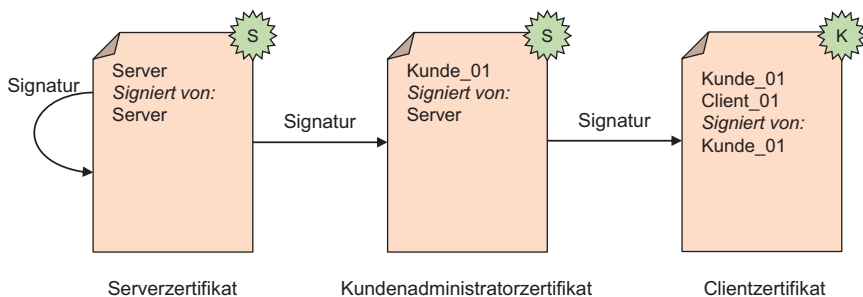 S
Server
Signiert von:
Server
Signatur
Signatur
S
Kunde_01
Signiert von:
Server
Signatur
K
Kunde_01
Client_01
Signiert von:
Kunde_01
Serverzertifikat
Kundenadministratorzertifikat
Clientzertifikat